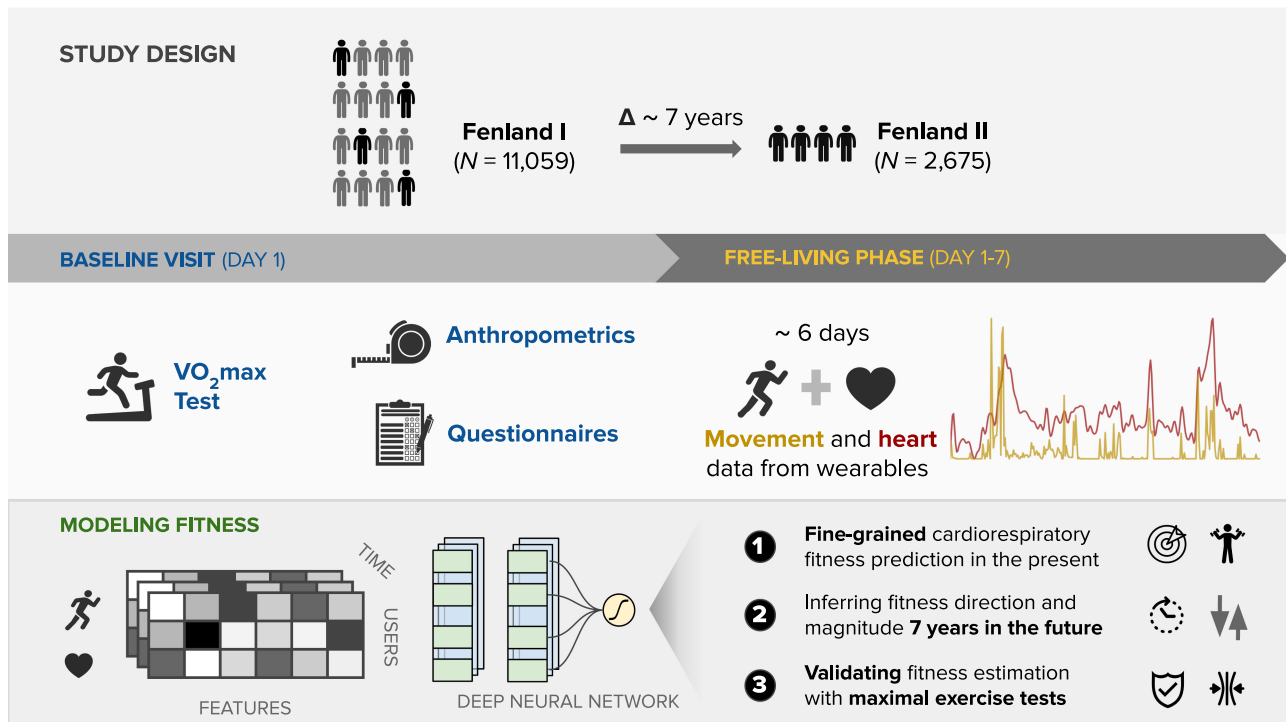 STUDY DESIGN
Fenland I
(N = 11,059)
Δ ~ 7 years
Fenland II
(N = 2,675)
BASELINE VISIT (DAY 1)
FREE-LIVING PHASE (DAY 1-7)
VO2max
Test
Anthropometrics
Questionnaires
~ 6 days
Movement and heart
data from wearables
MODELING FITNESS
TIME
USERS
FEATURES
DEEP NEURAL NETWORK
1 Fine-grained cardiorespiratory
fitness prediction in the present
2 Inferring fitness direction and
magnitude 7 years in the future
3 Validating fitness estimation
with maximal exercise tests